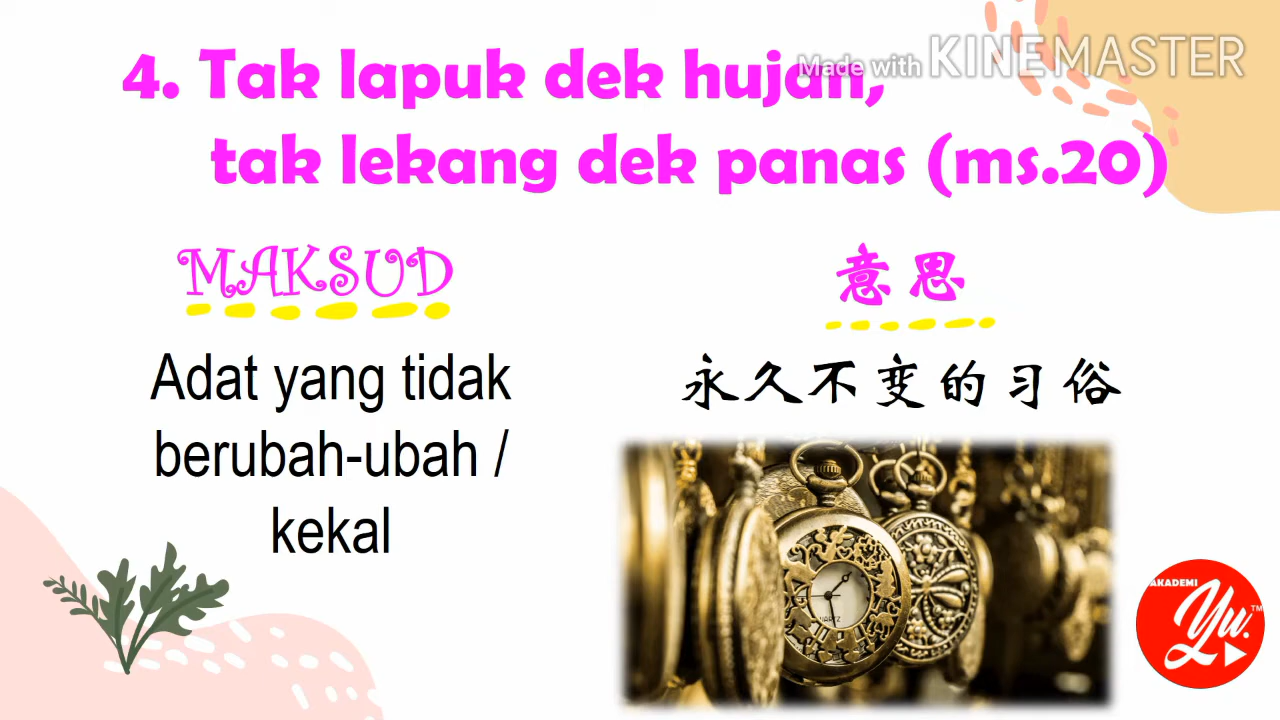 4. Tak lapuk dek hujan,
tak lekang dek panas (ms.20)
Made with KINEMASTER
MAKSUD
意思
Adat yang tidak
berubah-ubah /
kekal
永久不变的习俗
AKADEMI
Yu.
TM